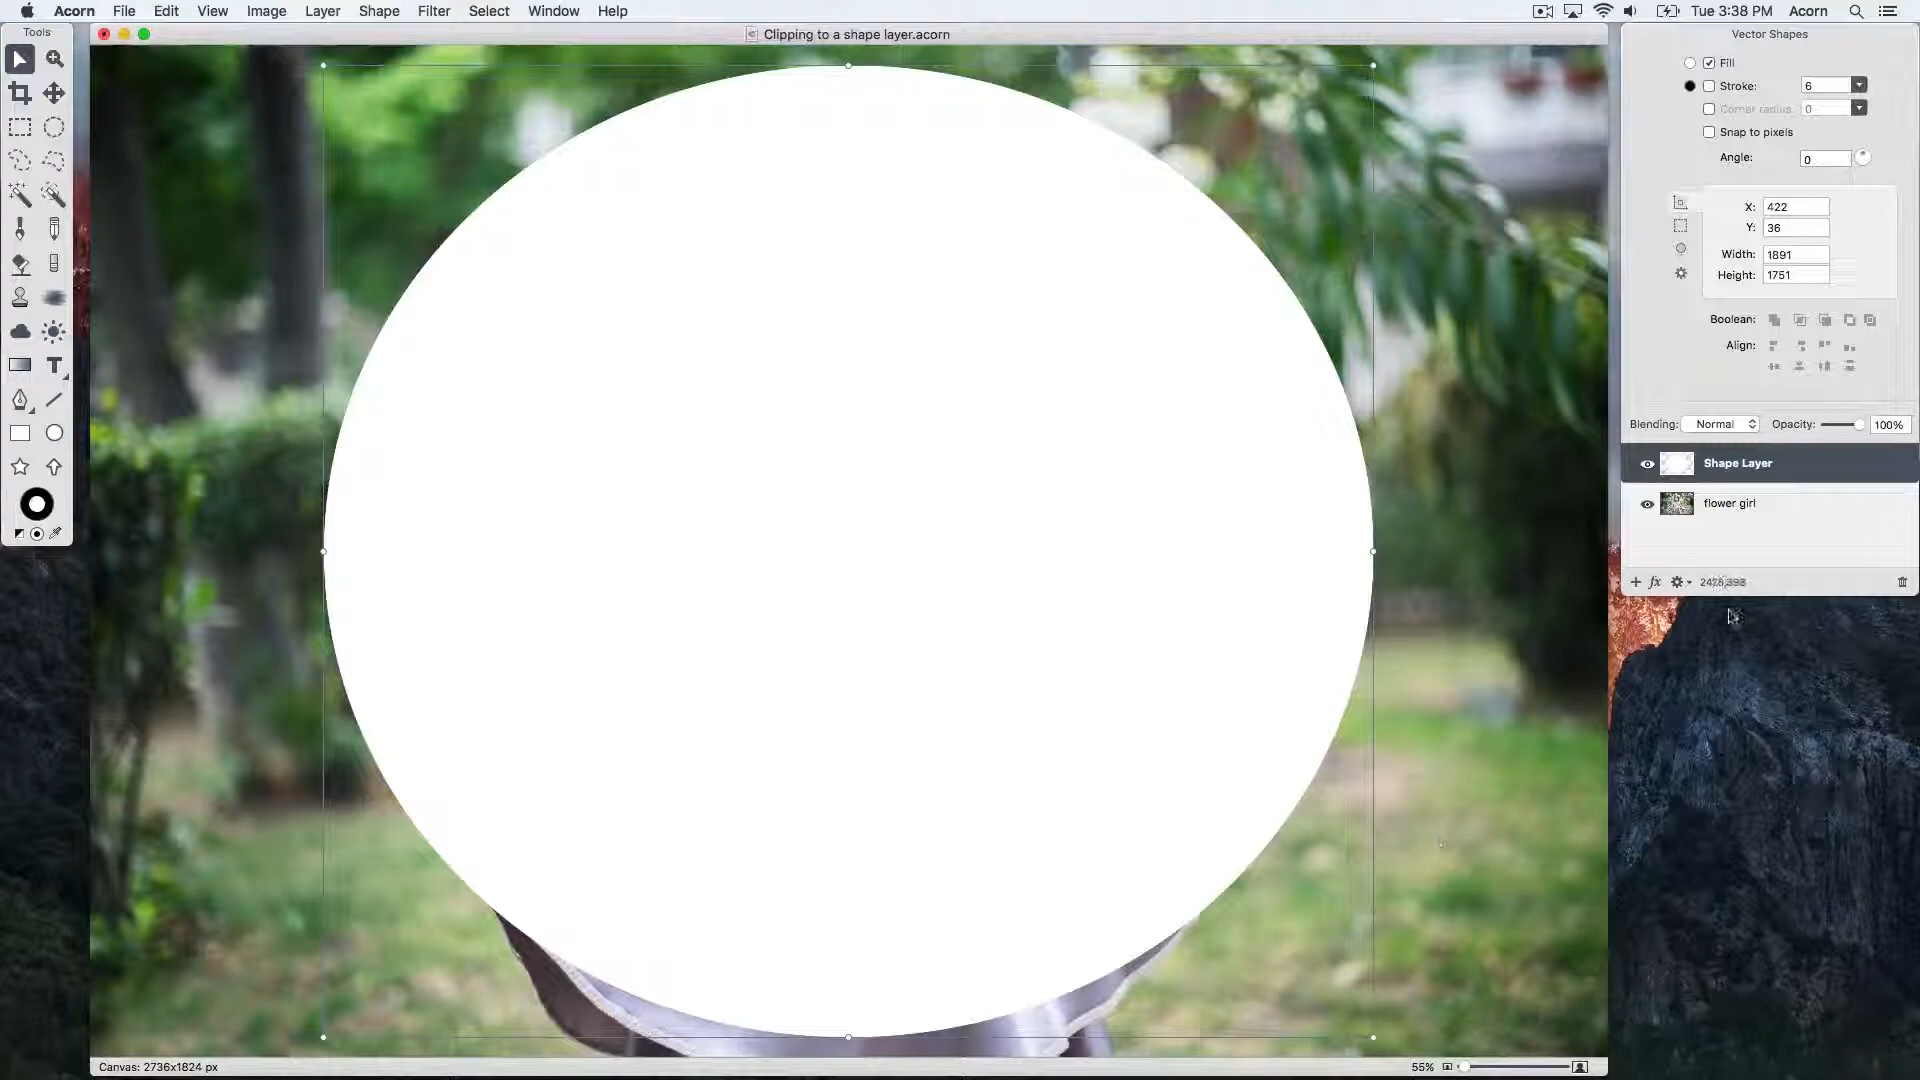 Acorn File Edit View Image Layer Shape Filter Select Window Help Tue 3:38 PM Acorn
Tools
Clipping to a shape layer.acorn
Vector Shapes
Fill
Stroke: 6
Corner radius: 0
Snap to pixels
Angle: 0
X: 422
Y: 36
Width: 1891
Height: 1751
Boolean:
Align:
Blending: Normal Opacity: 100%
Shape Layer
flower girl
fx
T
Canvas: 2736x1824 px
55%